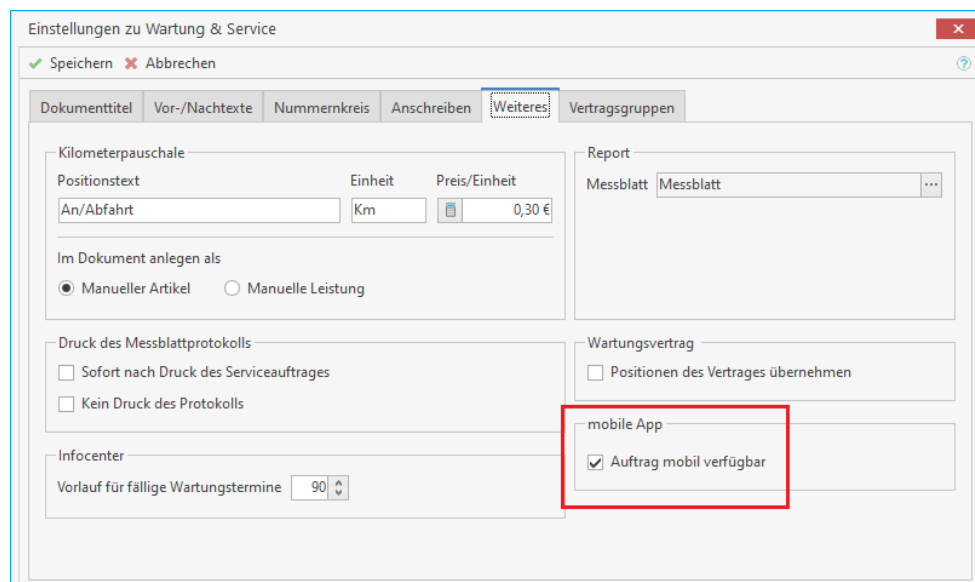 Einstellungen zu Wartung & Service
Speichern Abbrechen
Dokumenttitel Vor-/Nachtexte Nummernkreis Anschreiben Weiteres Vertragsgruppen
Kilometerpauschale
Positionstext Einheit Preis/Einheit
An/Abfahrt Km 0,30 €
Im Dokument anlegen als
Manueller Artikel Manuelle Leistung
Report
Messblatt Messblatt ...
Druck des Messblattprotokolls
Sofort nach Druck des Serviceauftrages
Kein Druck des Protokolls
Wartungsvertrag
Positionen des Vertrages übernehmen
Infocenter
Vorlauf für fällige Wartungstermine 90
mobile App
Auftrag mobil verfügbar